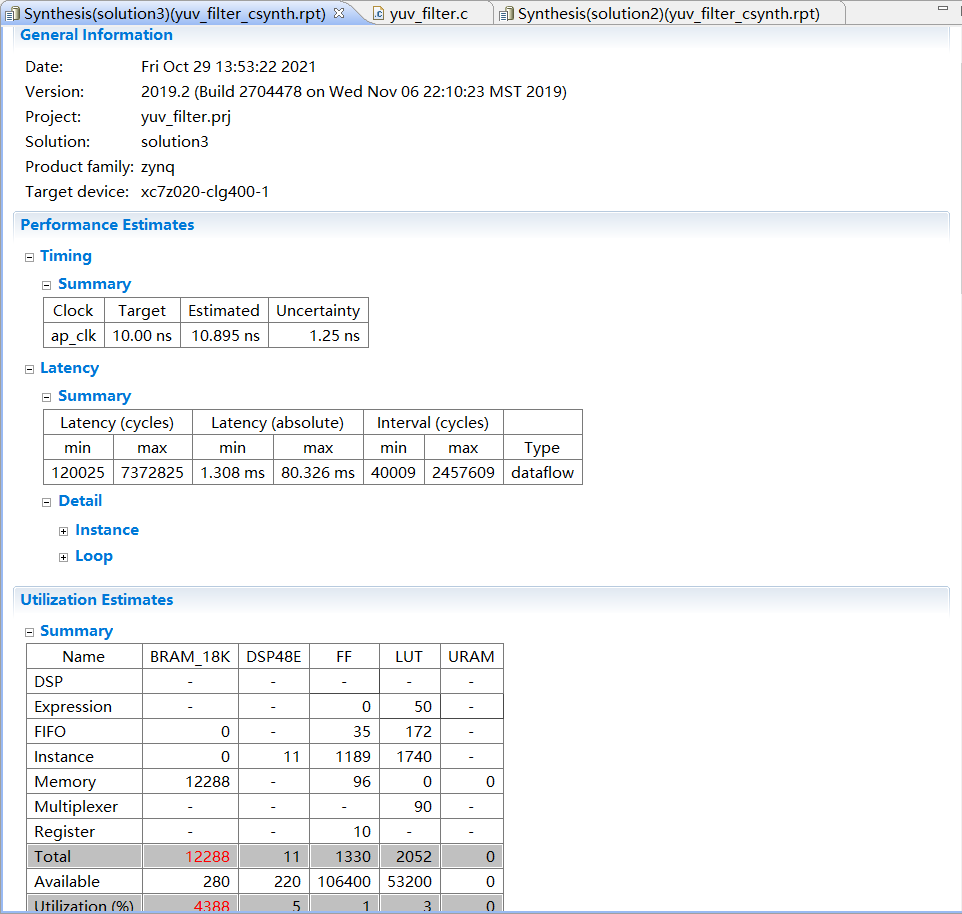 Synthesis(solution3)(yuv_filter_csynth.rpt) yuv_filter.c Synthesis(solution2)(yuv_filter_csynth.rpt)
General Information
Date: Fri Oct 29 13:53:22 2021
Version: 2019.2 (Build 2704478 on Wed Nov 06 22:10:23 MST 2019)
Project: yuv_filter.prj
Solution: solution3
Product family: zynq
Target device: xc7z020-clg400-1
Performance Estimates
Timing
Summary
Clock Target Estimated Uncertainty
ap_clk 10.00 ns 10.895 ns 1.25 ns
Latency
Summary
Latency (cycles) Latency (absolute) Interval (cycles)
min max min max min max Type
120025 7372825 1.308 ms 80.326 ms 40009 2457609 dataflow
Detail
Instance
Loop
Utilization Estimates
Summary
Name BRAM_18K DSP48E FF LUT URAM
DSP - - - - -
Expression - - 0 50 -
FIFO 0 - 35 172 -
Instance 0 11 1189 1740 -
Memory 12288 - 96 0 0
Multiplexer - - - 90 -
Register - - 10 - -
Total 12288 11 1330 2052 0
Available 280 220 106400 53200 0
Utilization (%) 4388 5 1 3 0